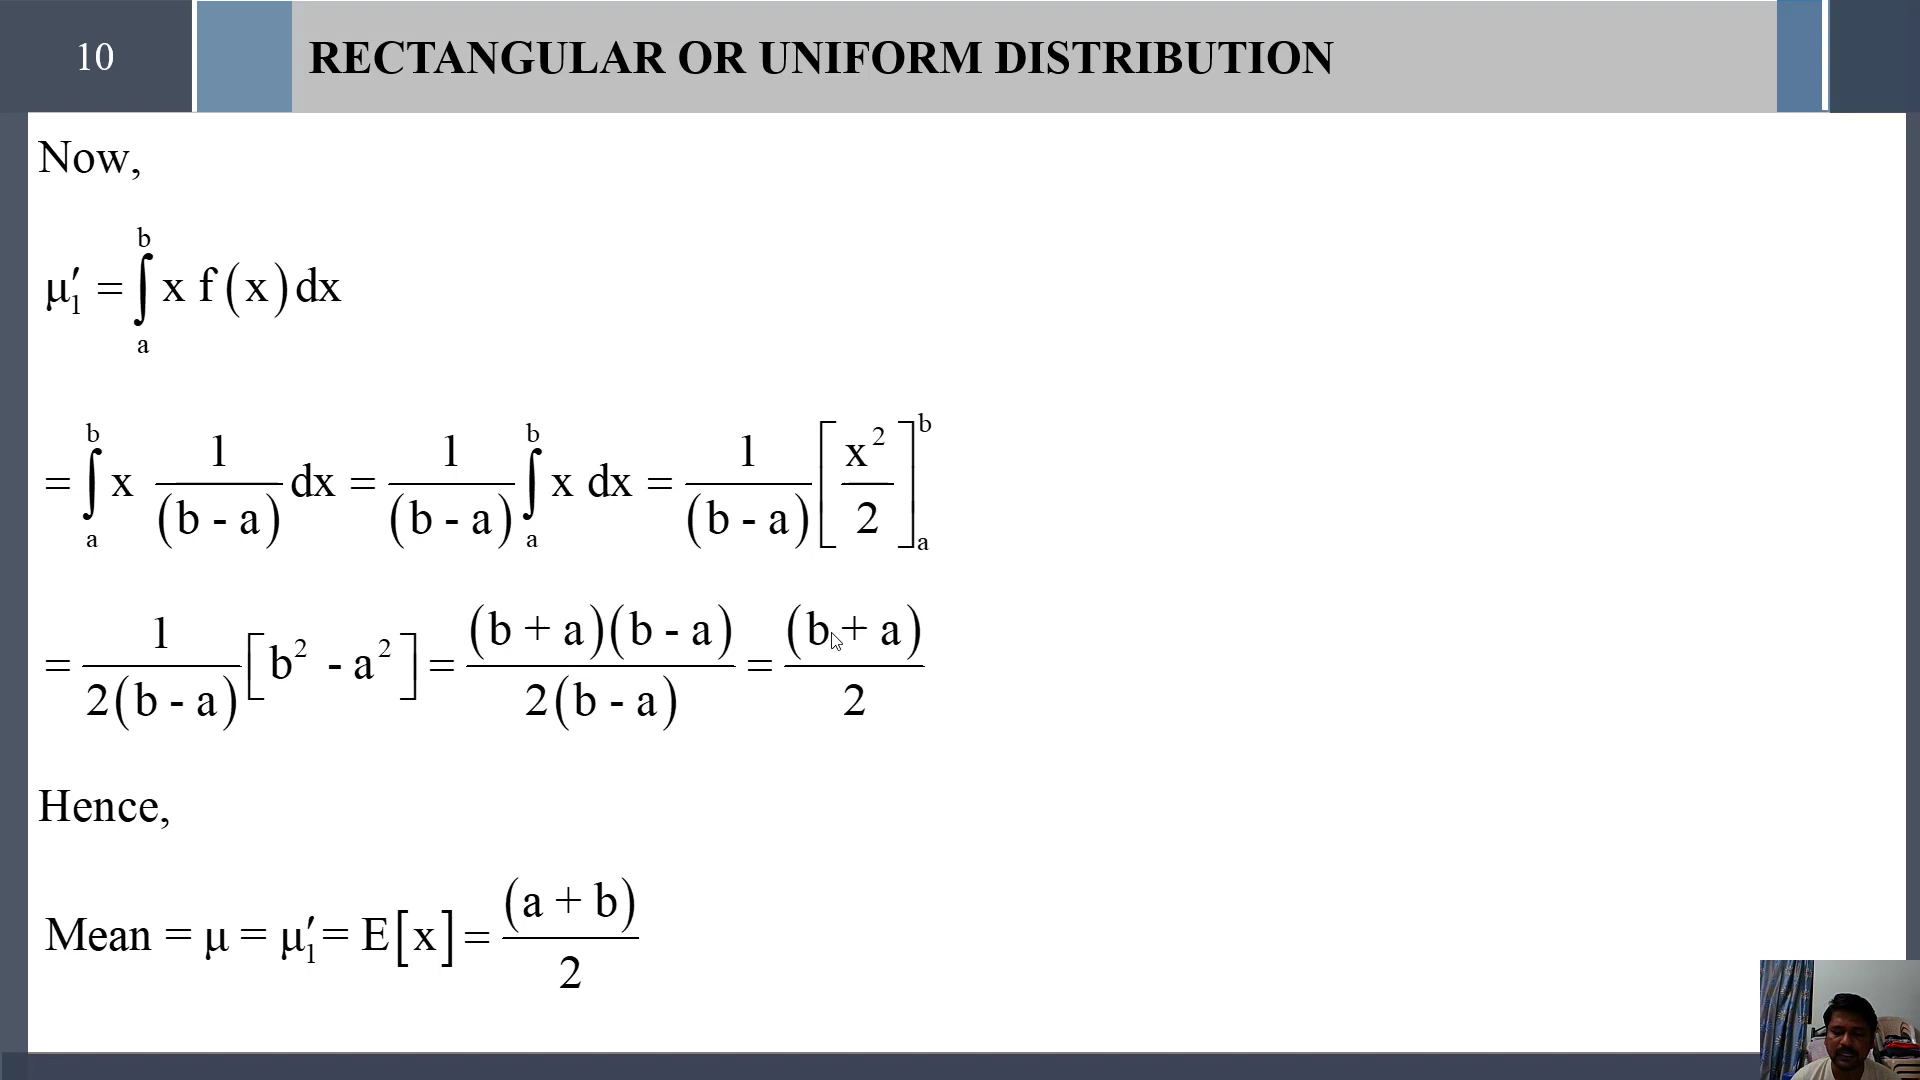 10
RECTANGULAR OR UNIFORM DISTRIBUTION
Now,
μ′₁ = ∫ₐᵇ x f(x) dx
= ∫ₐᵇ x 1/(b - a) dx = 1/(b - a) ∫ₐᵇ x dx = 1/(b - a) [x²/2]ₐᵇ
= 1/2(b - a) [b² - a²] = (b + a)(b - a)/2(b - a) = (b + a)/2
Hence,
Mean = μ = μ′₁ = E[x] = (a + b)/2